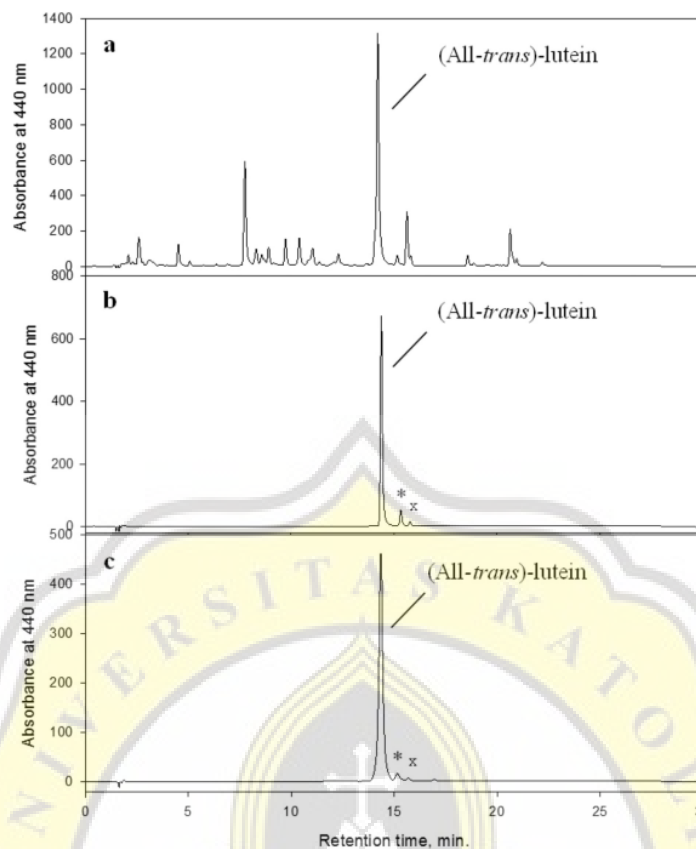 1400
a
(All-trans)-lutein
1200
1000
800
600
400
200
0
Absorbance at 440 nm
800
b
(All-trans)-lutein
600
400
*
x
200
0
Absorbance at 440 nm
500
c
(All-trans)-lutein
400
300
200
100
*
x
0
Absorbance at 440 nm
0 5 10 15 20 25
Retention time, min.
NIVERSITAS KATOL